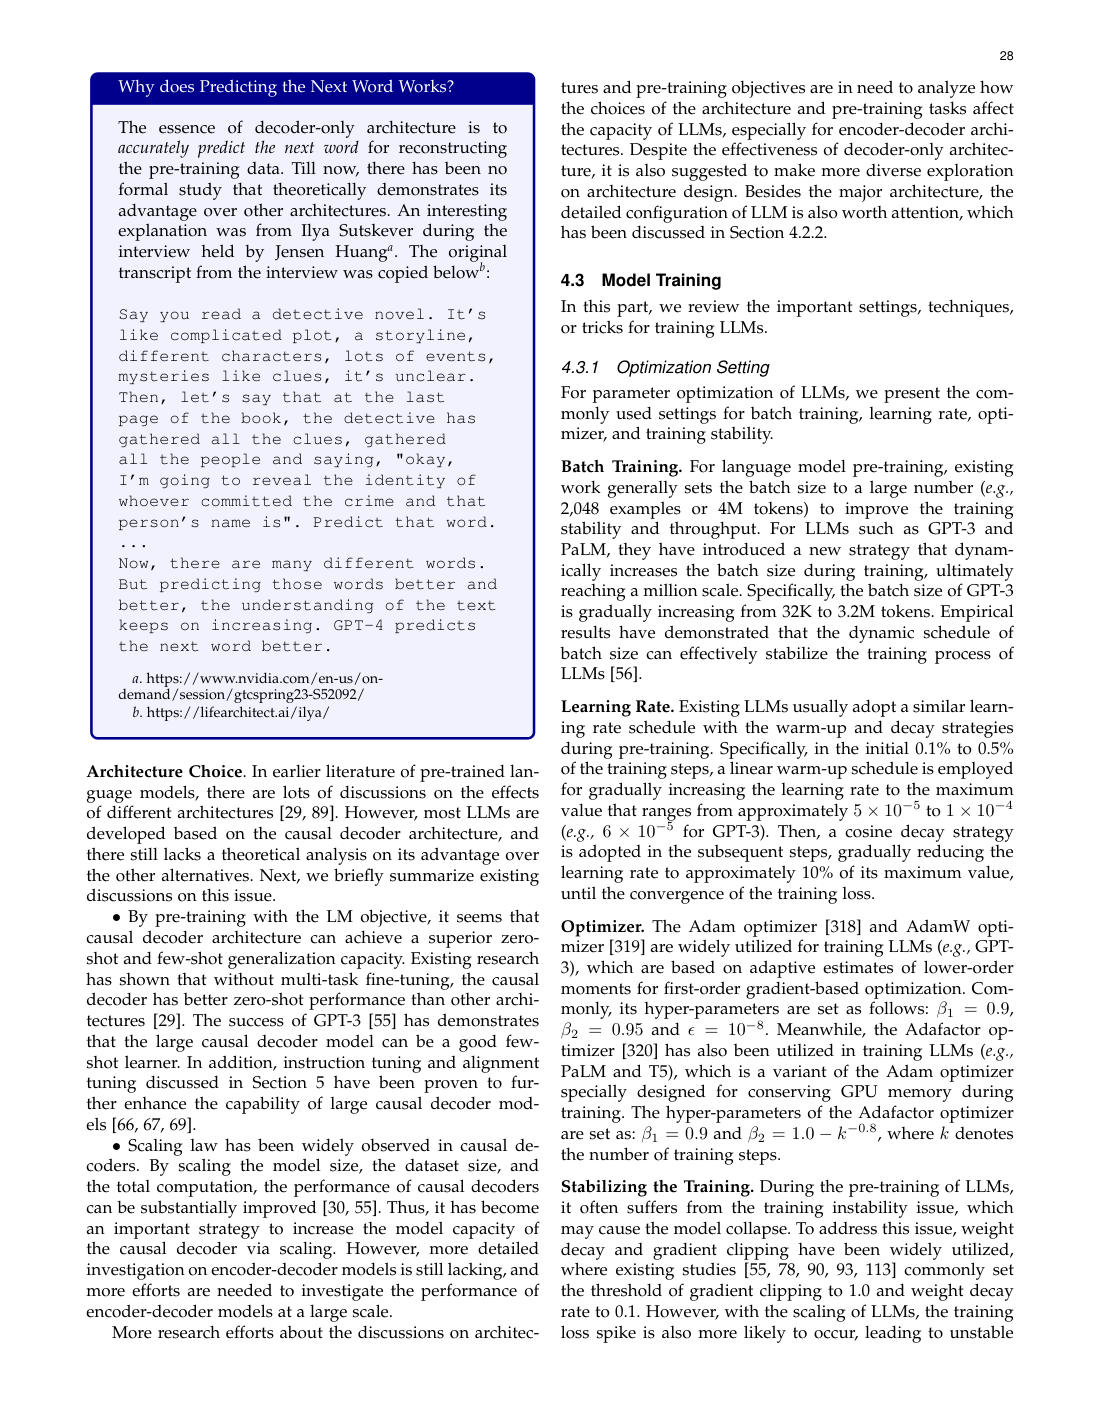 28
Why does Predicting the Next Word Works?
The essence of decoder-only architecture is to
accurately predict the next word for reconstructing
the pre-training data. Till now, there has been no
formal study that theoretically demonstrates its
advantage over other architectures. An interesting
explanation was from Ilya Sutskever during the
interview held by Jensen Huang^a. The original
transcript from the interview was copied below^b:
Say you read a detective novel. It's
like complicated plot, a storyline,
different characters, lots of events,
mysteries like clues, it's unclear.
Then, let's say that at the last
page of the book, the detective has
gathered all the clues, gathered
all the people and saying, "okay,
I'm going to reveal the identity of
whoever committed the crime and that
person's name is". Predict that word.
...
Now, there are many different words.
But predicting those words better and
better, the understanding of the text
keeps on increasing. GPT-4 predicts
the next word better.
a. https://www.nvidia.com/en-us/on-
demand/session/gtcspring23-S52092/
b. https://lifearchitect.ai/ilya/
Architecture Choice. In earlier literature of pre-trained lan-
guage models, there are lots of discussions on the effects
of different architectures [29, 89]. However, most LLMs are
developed based on the causal decoder architecture, and
there still lacks a theoretical analysis on its advantage over
the other alternatives. Next, we briefly summarize existing
discussions on this issue.
• By pre-training with the LM objective, it seems that
causal decoder architecture can achieve a superior zero-
shot and few-shot generalization capacity. Existing research
has shown that without multi-task fine-tuning, the causal
decoder has better zero-shot performance than other archi-
tectures [29]. The success of GPT-3 [55] has demonstrates
that the large causal decoder model can be a good few-
shot learner. In addition, instruction tuning and alignment
tuning discussed in Section 5 have been proven to fur-
ther enhance the capability of large causal decoder mod-
els [66, 67, 69].
• Scaling law has been widely observed in causal de-
coders. By scaling the model size, the dataset size, and
the total computation, the performance of causal decoders
can be substantially improved [30, 55]. Thus, it has become
an important strategy to increase the model capacity of
the causal decoder via scaling. However, more detailed
investigation on encoder-decoder models is still lacking, and
more efforts are needed to investigate the performance of
encoder-decoder models at a large scale.
More research efforts about the discussions on architec-
tures and pre-training objectives are in need to analyze how
the choices of the architecture and pre-training tasks affect
the capacity of LLMs, especially for encoder-decoder archi-
tectures. Despite the effectiveness of decoder-only architec-
ture, it is also suggested to make more diverse exploration
on architecture design. Besides the major architecture, the
detailed configuration of LLM is also worth attention, which
has been discussed in Section 4.2.2.
4.3 Model Training
In this part, we review the important settings, techniques,
or tricks for training LLMs.
4.3.1 Optimization Setting
For parameter optimization of LLMs, we present the com-
monly used settings for batch training, learning rate, opti-
mizer, and training stability.
Batch Training. For language model pre-training, existing
work generally sets the batch size to a large number (e.g.,
2,048 examples or 4M tokens) to improve the training
stability and throughput. For LLMs such as GPT-3 and
PaLM, they have introduced a new strategy that dynam-
ically increases the batch size during training, ultimately
reaching a million scale. Specifically, the batch size of GPT-3
is gradually increasing from 32K to 3.2M tokens. Empirical
results have demonstrated that the dynamic schedule of
batch size can effectively stabilize the training process of
LLMs [56].
Learning Rate. Existing LLMs usually adopt a similar learn-
ing rate schedule with the warm-up and decay strategies
during pre-training. Specifically, in the initial 0.1% to 0.5%
of the training steps, a linear warm-up schedule is employed
for gradually increasing the learning rate to the maximum
value that ranges from approximately 5 × 10⁻⁵ to 1 × 10⁻⁴
(e.g., 6 × 10⁻⁵ for GPT-3). Then, a cosine decay strategy
is adopted in the subsequent steps, gradually reducing the
learning rate to approximately 10% of its maximum value,
until the convergence of the training loss.
Optimizer. The Adam optimizer [318] and AdamW opti-
mizer [319] are widely utilized for training LLMs (e.g., GPT-
3), which are based on adaptive estimates of lower-order
moments for first-order gradient-based optimization. Com-
monly, its hyper-parameters are set as follows: β₁ = 0.9,
β₂ = 0.95 and ϵ = 10⁻⁸. Meanwhile, the Adafactor op-
timizer [320] has also been utilized in training LLMs (e.g.,
PaLM and T5), which is a variant of the Adam optimizer
specially designed for conserving GPU memory during
training. The hyper-parameters of the Adafactor optimizer
are set as: β₁ = 0.9 and β₂ = 1.0 − k⁻⁰·⁸, where k denotes
the number of training steps.
Stabilizing the Training. During the pre-training of LLMs,
it often suffers from the training instability issue, which
may cause the model collapse. To address this issue, weight
decay and gradient clipping have been widely utilized,
where existing studies [55, 78, 90, 93, 113] commonly set
the threshold of gradient clipping to 1.0 and weight decay
rate to 0.1. However, with the scaling of LLMs, the training
loss spike is also more likely to occur, leading to unstable